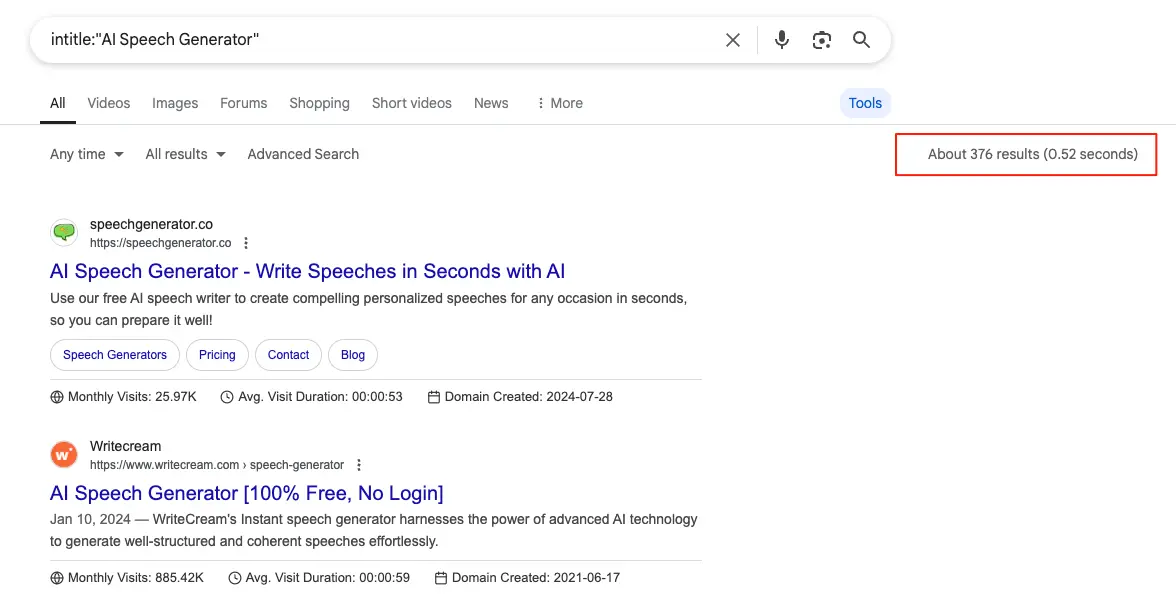 intitle:"AI Speech Generator"
All Videos Images Forums Shopping Short videos News More Tools
Any time All results Advanced Search About 376 results (0.52 seconds)
speechgenerator.co
https://speechgenerator.co
AI Speech Generator - Write Speeches in Seconds with AI
Use our free AI speech writer to create compelling personalized speeches for any occasion in seconds,
so you can prepare it well!
Speech Generators Pricing Contact Blog
Monthly Visits: 25.97K Avg. Visit Duration: 00:00:53 Domain Created: 2024-07-28
w
Writecream
https://www.writecream.com › speech-generator
AI Speech Generator [100% Free, No Login]
Jan 10, 2024 — WriteCream's Instant speech generator harnesses the power of advanced AI technology
to generate well-structured and coherent speeches effortlessly.
Monthly Visits: 885.42K Avg. Visit Duration: 00:00:59 Domain Created: 2021-06-17